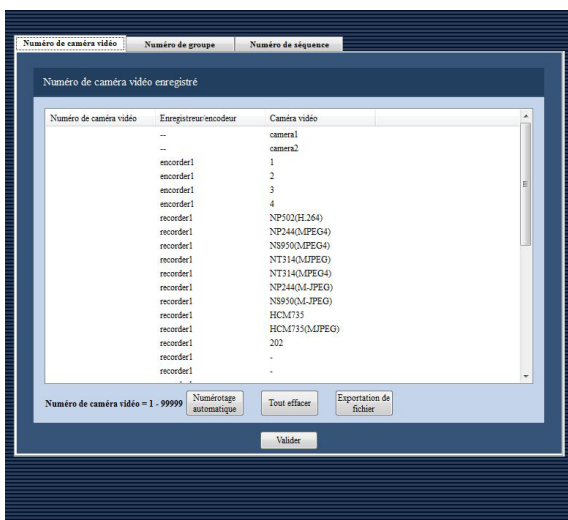 Numéro de caméra vidéo Numéro de groupe Numéro de séquence
Numéro de caméra vidéo enregistré
Numéro de caméra vidéo Enregistreur/encodeur Caméra vidéo
-- camera1
-- camera2
encorder1 1
encorder1 2
encorder1 3
encorder1 4
recorder1 NP502(H.264)
recorder1 NP244(MPEG4)
recorder1 NS950(MPEG4)
recorder1 NT314(MJPEG)
recorder1 NT314(MPEG4)
recorder1 NP244(M-JPEG)
recorder1 NS950(M-JPEG)
recorder1 HCM735
recorder1 HCM735(MJPEG)
recorder1 202
recorder1 -
recorder1 -
Numéro de caméra vidéo = 1 - 99999
Numérotage
automatique
Tout effacer
Exportation de
fichier
Valider